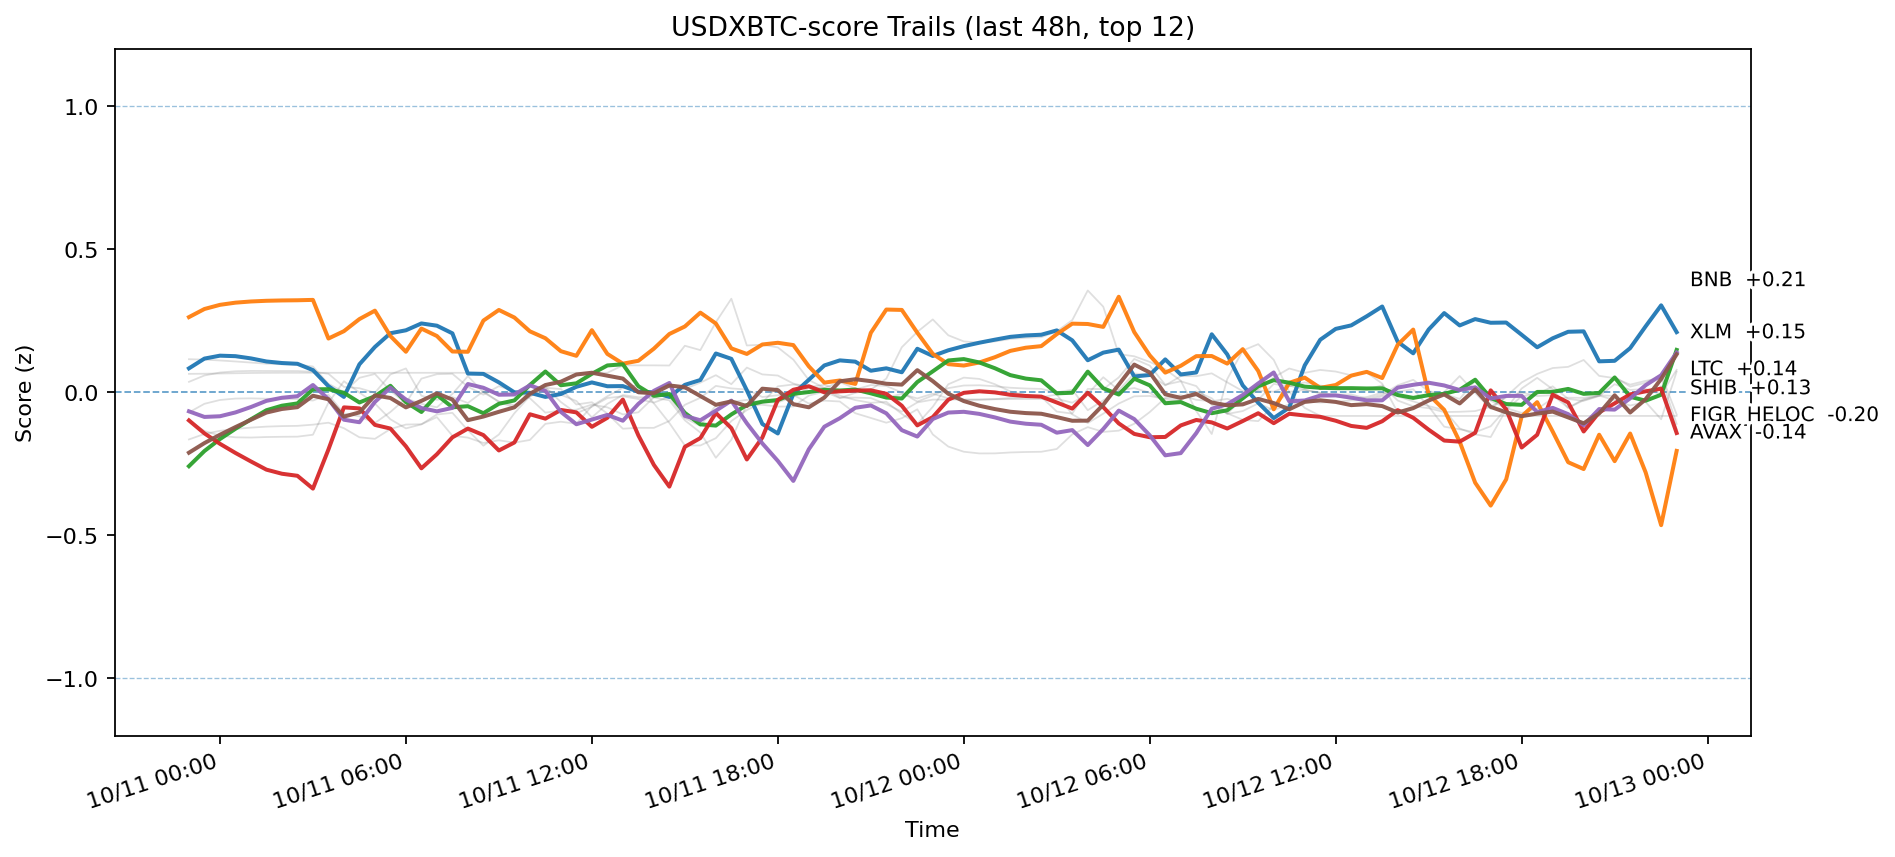 USDXBTC-score Trails (last 48h, top 12)
Score (z)
1.0
0.5
0.0
−0.5
−1.0
BNB +0.21
XLM +0.15
LTC +0.14
SHIB +0.13
FIGR_HELOC -0.20
AVAX -0.14
10/11 00:00
10/11 06:00
10/11 12:00
10/11 18:00
10/12 00:00
10/12 06:00
10/12 12:00
10/12 18:00
10/13 00:00
Time